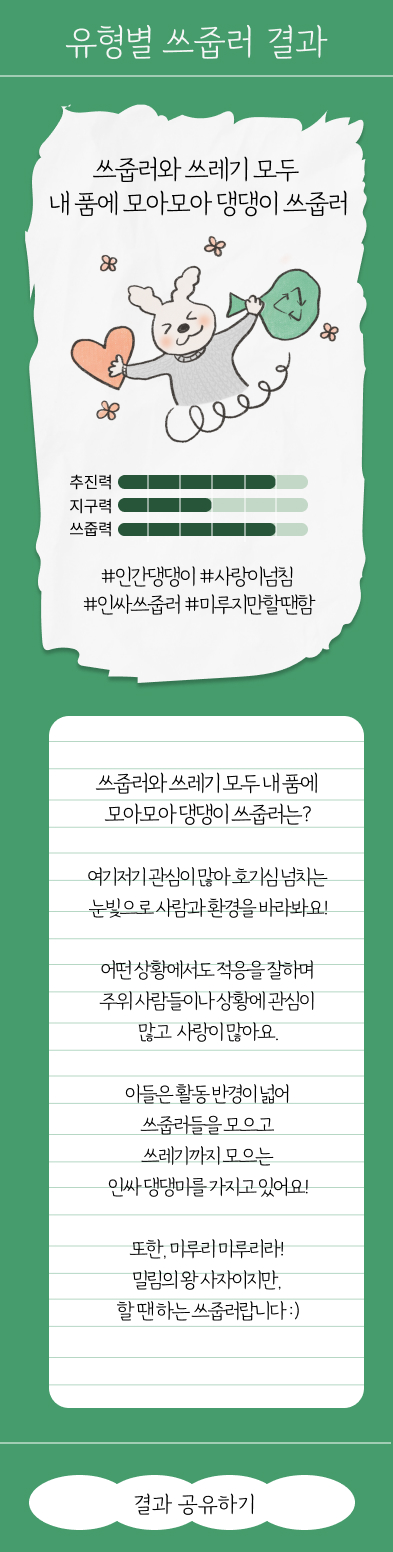 유형별 쓰줍러 결과
쓰줍러와 쓰레기 모두
내 품에 모아모아 댕댕이 쓰줍러
추진력
지구력
쓰줍력
#인간댕댕이 #사랑이넘침
#인싸쓰줍러 #미루지만할땐함
쓰줍러와 쓰레기 모두 내 품에
모아모아 댕댕이 쓰줍러는?
여기저기 관심이 많아 호기심 넘치는
눈빛으로 사람과 환경을 바라봐요!
어떤 상황에서도 적응을 잘하며
주위 사람들이나 상황에 관심이
많고 사랑이 많아요.
이들은 활동 반경이 넓어
쓰줍러들을 모으고
쓰레기까지 모으는
인싸 댕댕미를 가지고 있어요!
또한, 미루리 미루리라!
밀림의 왕 사자이지만,
할 땐 하는 쓰줍러랍니다 :)
결과 공유하기